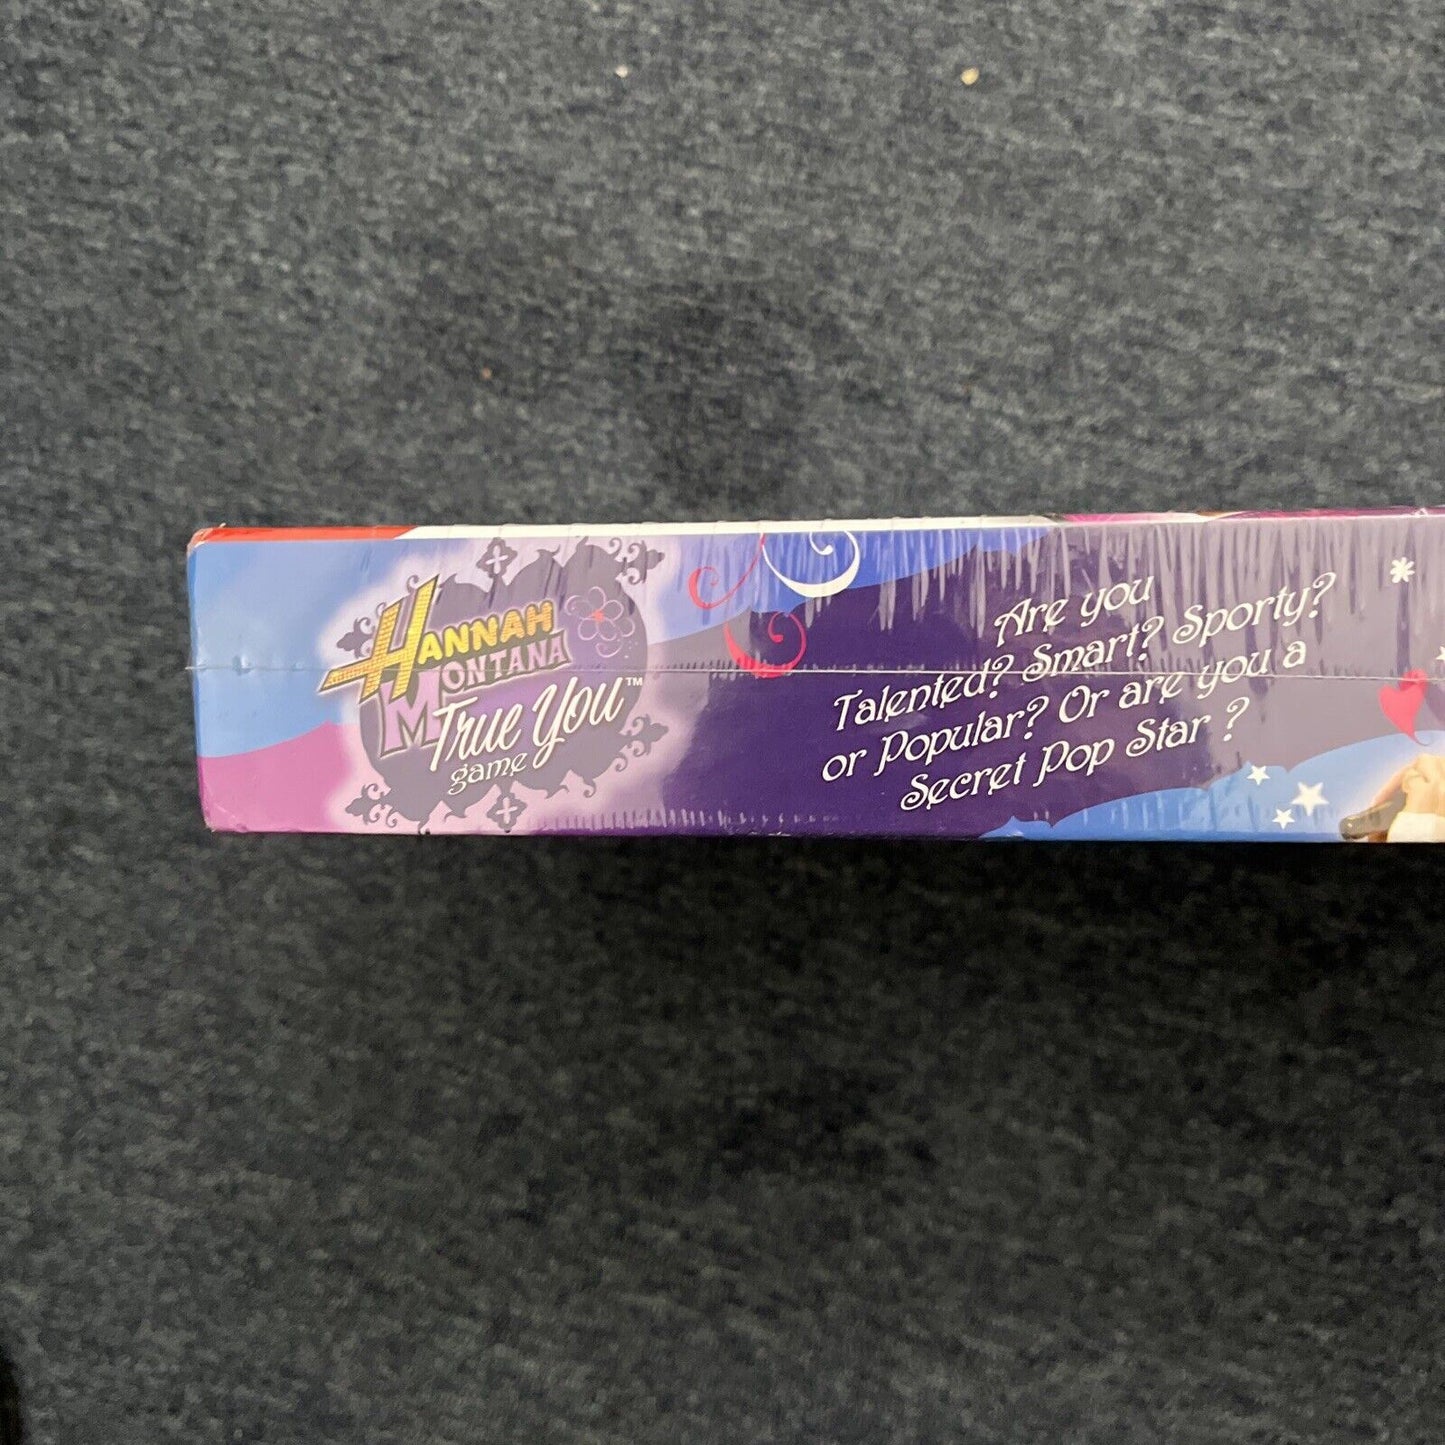 HANNAH
MONTANA
True You™
game
Are you
Talented? Smart? Sporty?
or Popular? Or are you a
Secret Pop Star ?